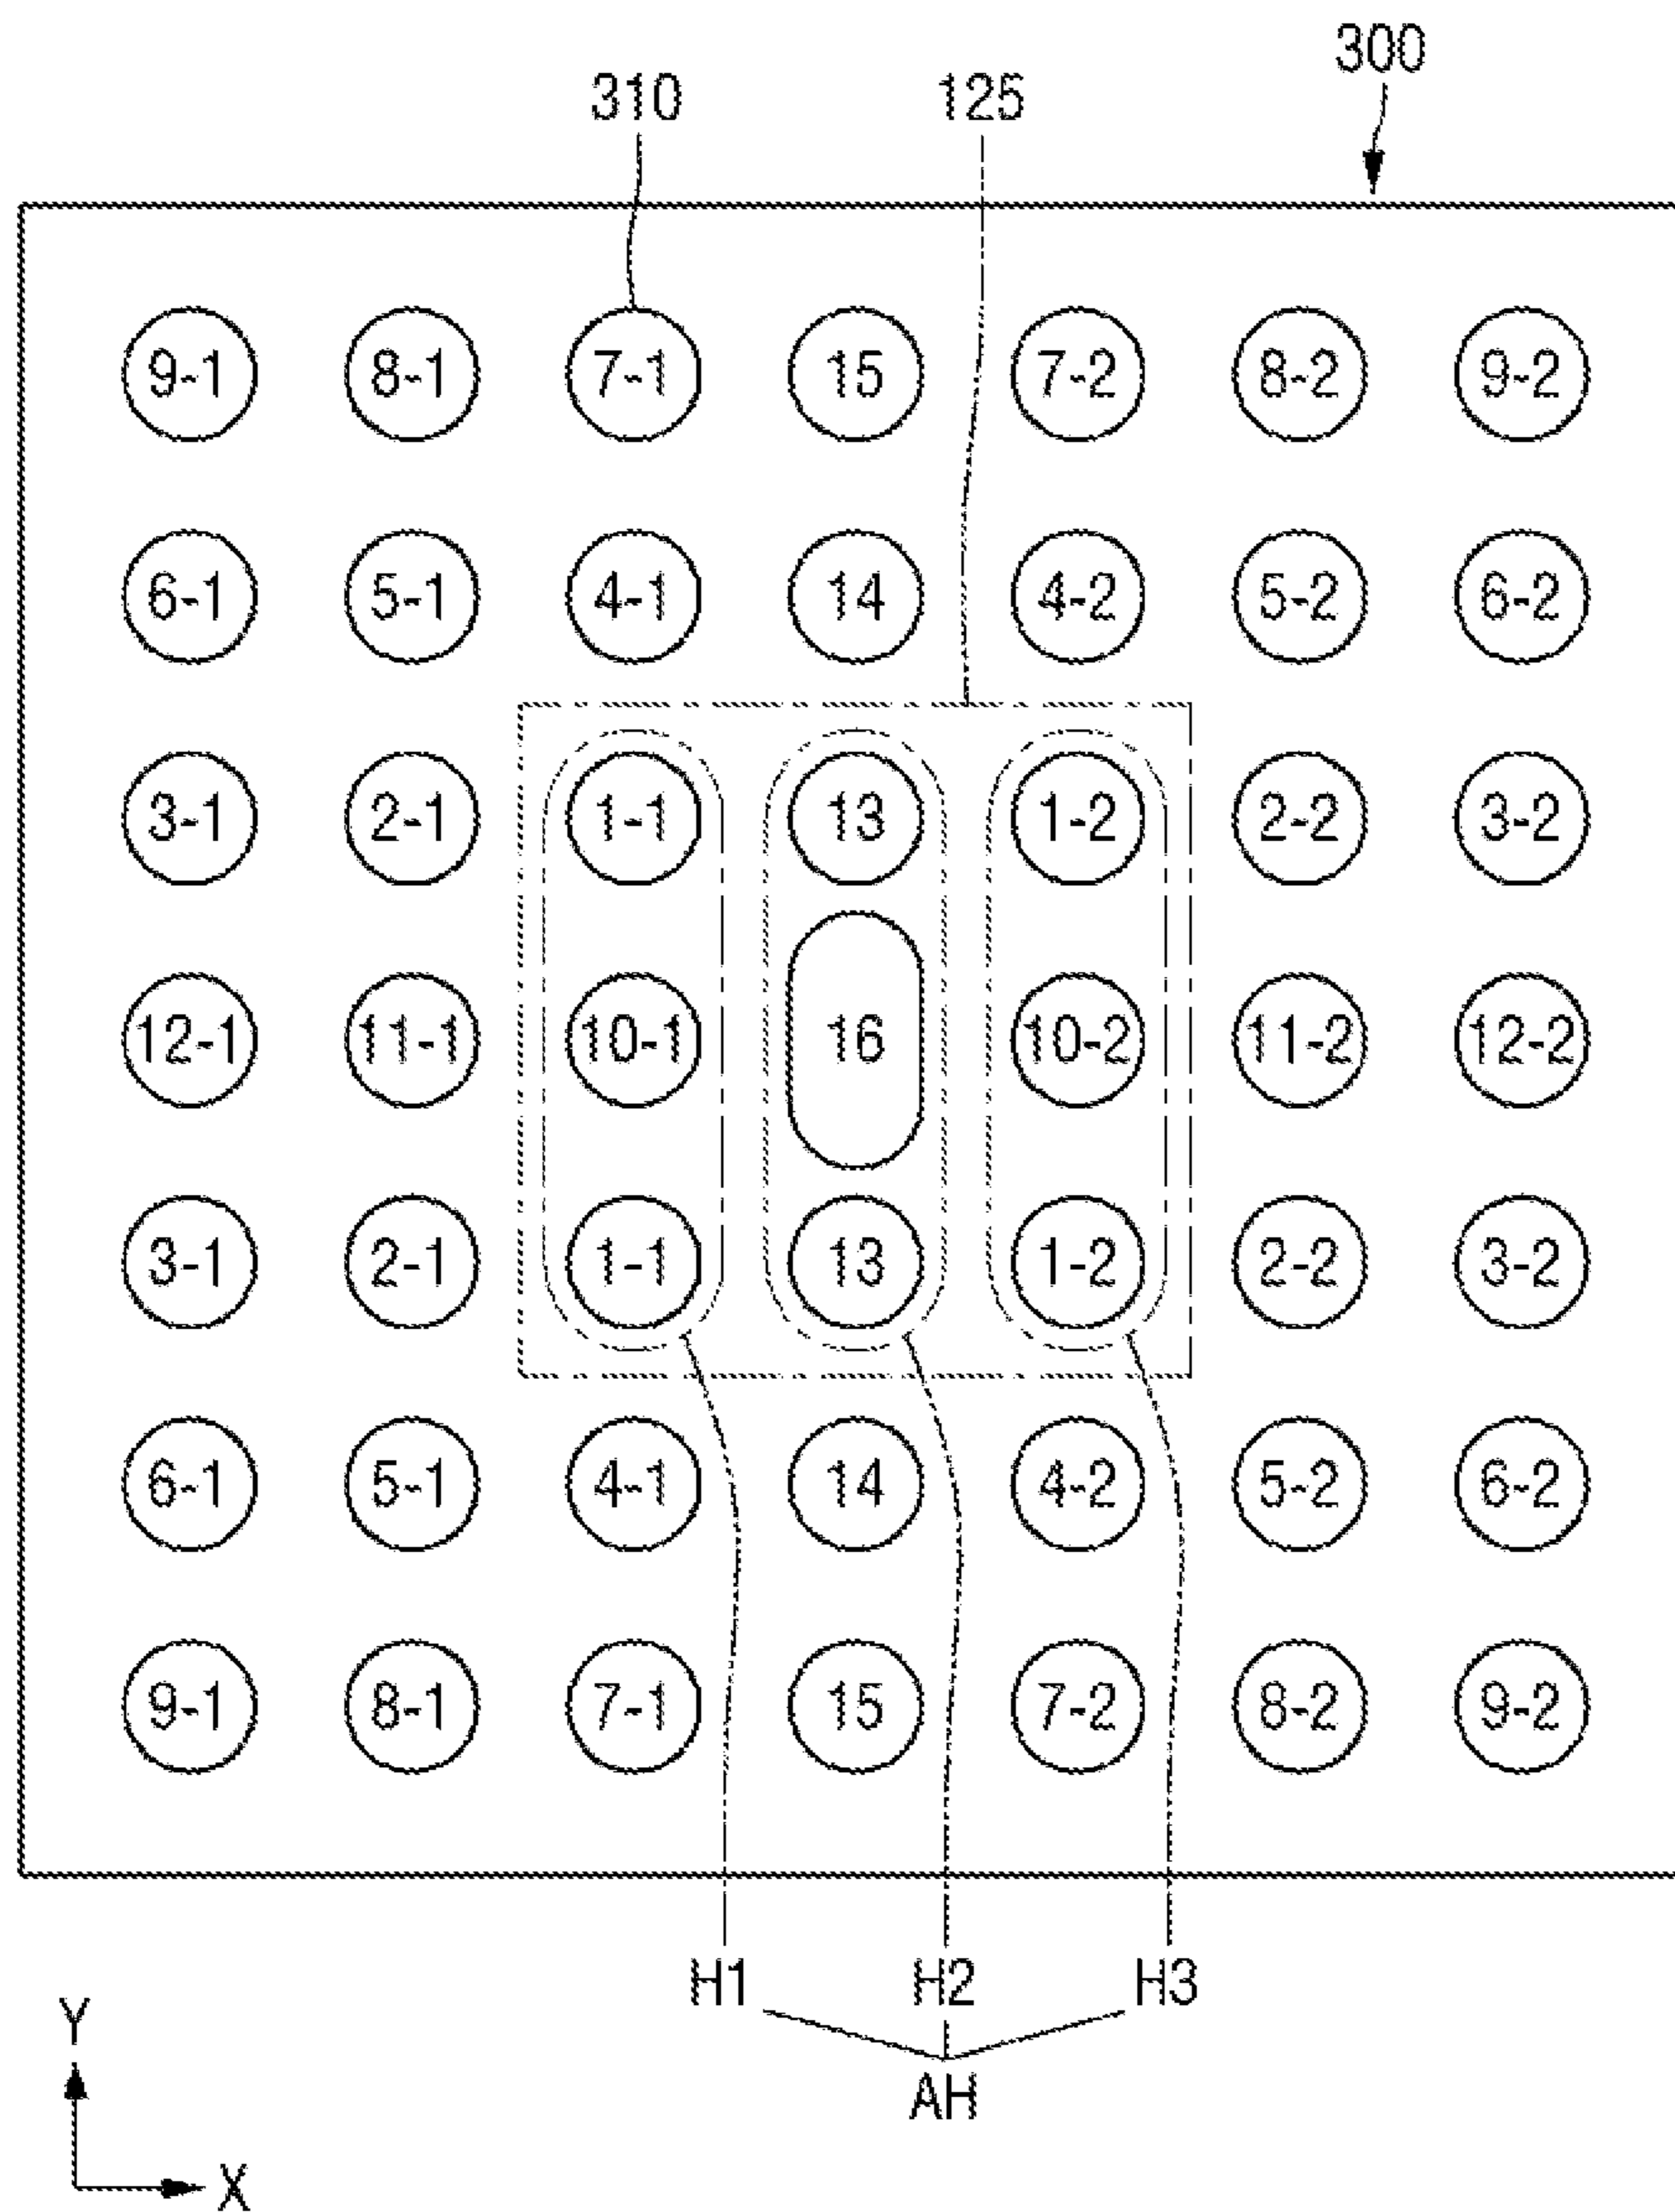 300
310 125
9-1 8-1 7-1 15 7-2 8-2 9-2
6-1 5-1 4-1 14 4-2 5-2 6-2
3-1 2-1 1-1 13 1-2 2-2 3-2
12-1 11-1 10-1 16 10-2 11-2 12-2
3-1 2-1 1-1 13 1-2 2-2 3-2
6-1 5-1 4-1 14 4-2 5-2 6-2
9-1 8-1 7-1 15 7-2 8-2 9-2
H1 H2 H3
Y
AH
X